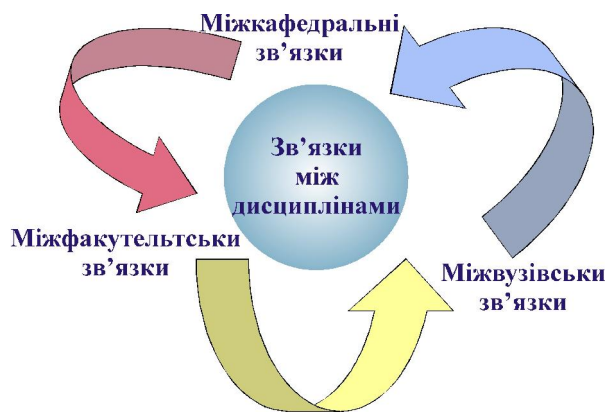 Міжкафедральні
зв’язки
Зв’язки
між
дисциплінами
Міжфакутельтськи
зв’язки
Міжвузівськи
зв’язки